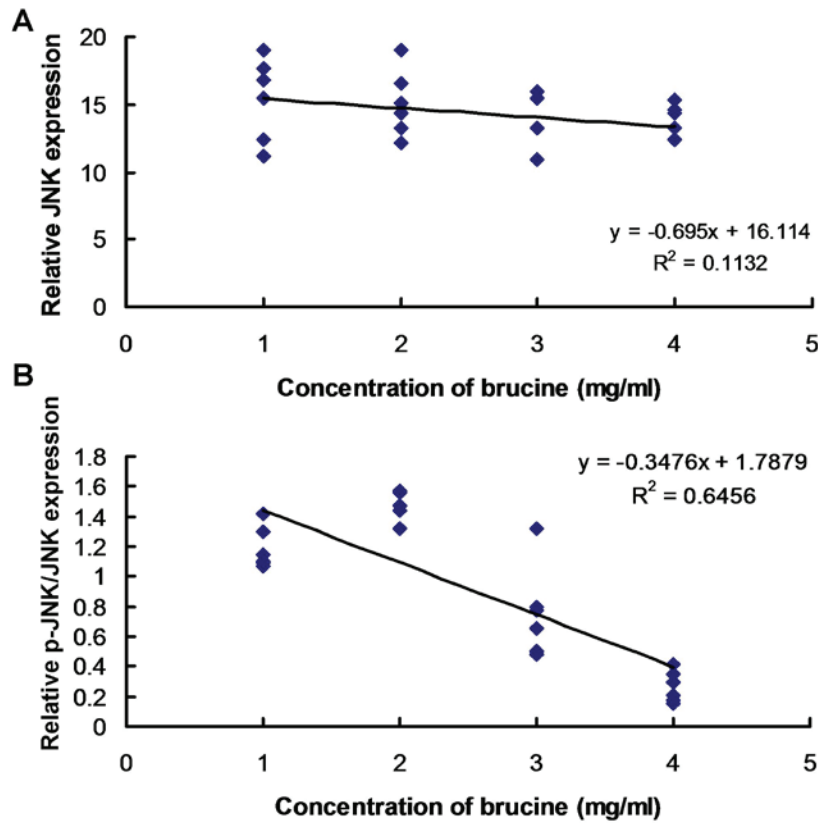 A
Relative JNK expression
20
15
10
5
0
y = -0.695x + 16.114
R² = 0.1132
0 1 2 3 4 5
Concentration of brucine (mg/ml)
B
Relative p-JNK/JNK expression
1.8
1.6
1.4
1.2
1
0.8
0.6
0.4
0.2
0
y = -0.3476x + 1.7879
R² = 0.6456
0 1 2 3 4 5
Concentration of brucine (mg/ml)